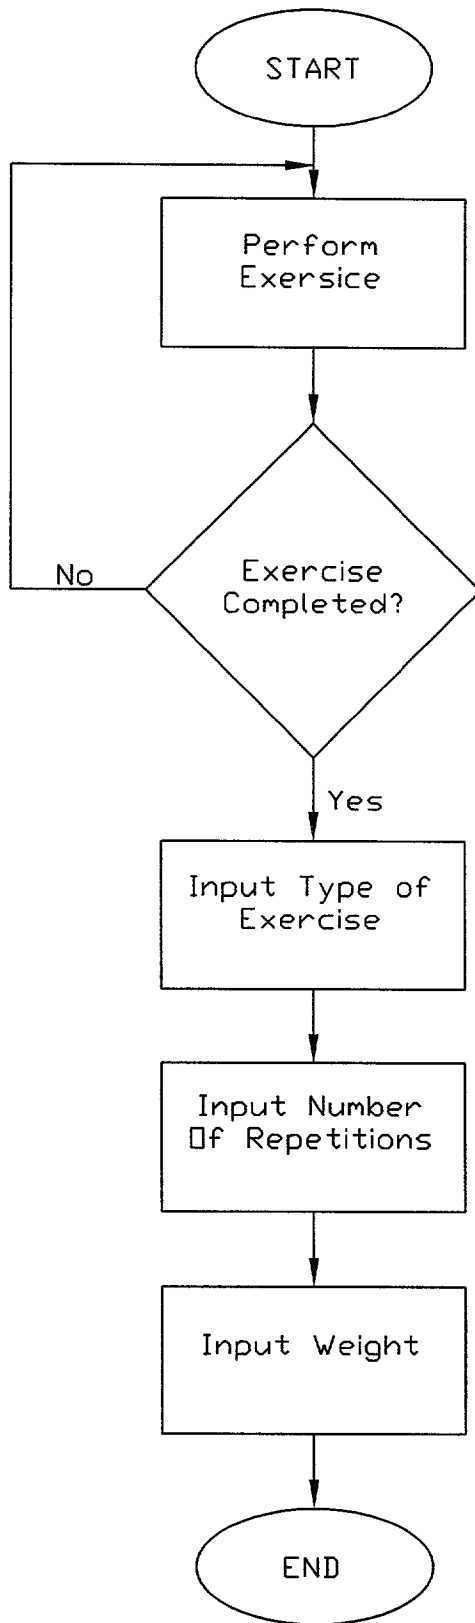 START
Perform
Exersice
No
Exercise
Completed?
Yes
Input Type of
Exercise
Input Number
Of Repetitions
Input Weight
END